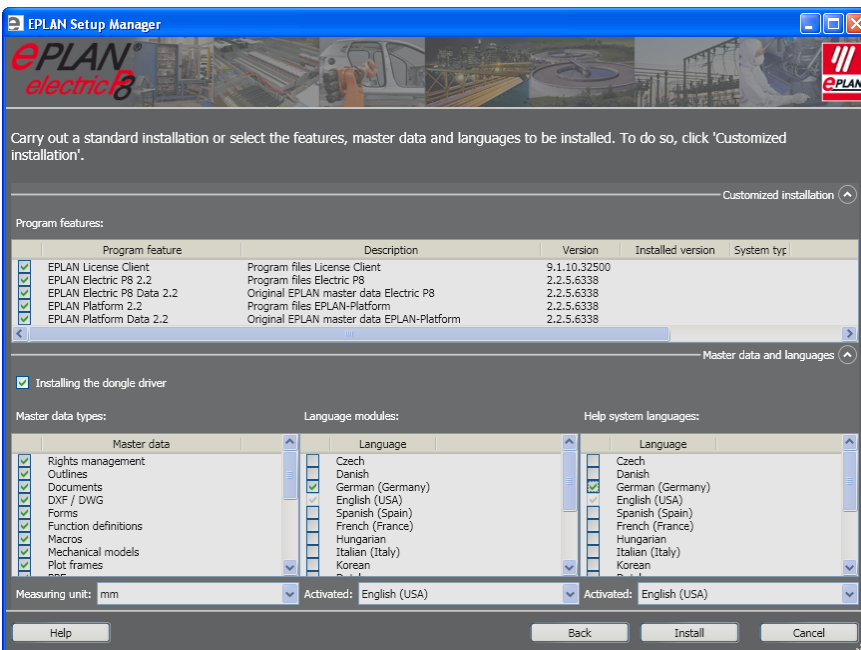 EPLAN Setup Manager
ePLAN®
electric P8
ePLAN
Carry out a standard installation or select the features, master data and languages to be installed. To do so, click 'Customized
installation'.
Customized installation
Program features:
Program feature Description Version Installed version System typ
EPLAN License Client Program files License Client 9.1.10.32500
EPLAN Electric P8 2.2 Program files Electric P8 2.2.5.6338
EPLAN Electric P8 Data 2.2 Original EPLAN master data Electric P8 2.2.5.6338
EPLAN Platform 2.2 Program files EPLAN-Platform 2.2.5.6338
EPLAN Platform Data 2.2 Original EPLAN master data EPLAN-Platform 2.2.5.6338
Master data and languages
Installing the dongle driver
Master data types: Language modules: Help system languages:
Master data Language Language
Rights management Czech Czech
Outlines Danish Danish
Documents German (Germany) German (Germany)
DXF / DWG English (USA) English (USA)
Forms Spanish (Spain) Spanish (Spain)
Function definitions French (France) French (France)
Macros Hungarian Hungarian
Mechanical models Italian (Italy) Italian (Italy)
Plot frames Korean Korean
Measuring unit: mm Activated: English (USA) Activated: English (USA)
Help Back Install Cancel